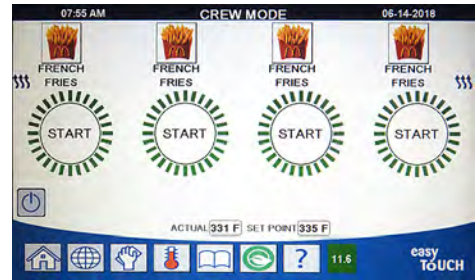 07:55 AM CREW MODE 06-14-2018
FRENCH FRIES
FRENCH FRIES
FRENCH FRIES
FRENCH FRIES
START START START START
ACTUAL 331 F SET POINT 335 F
? 11.6 easy TOUCH